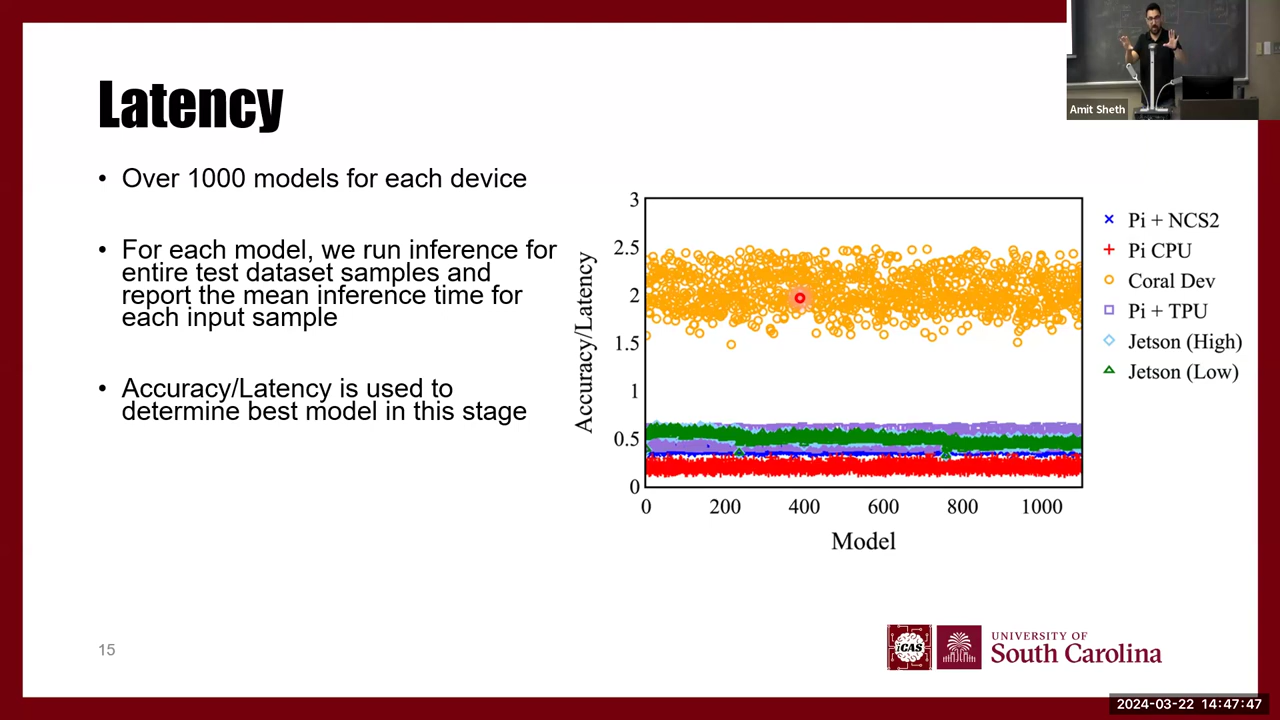 Latency
• Over 1000 models for each device
• For each model, we run inference for
entire test dataset samples and
report the mean inference time for
each input sample
• Accuracy/Latency is used to
determine best model in this stage
Accuracy/Latency
3
2.5
2
1.5
1
0.5
0
0 200 400 600 800 1000
Model
Pi + NCS2
Pi CPU
Coral Dev
Pi + TPU
Jetson (High)
Jetson (Low)
Amit Sheth
15
iCAS
UNIVERSITY OF
South Carolina
2024-03-22 14:47:47